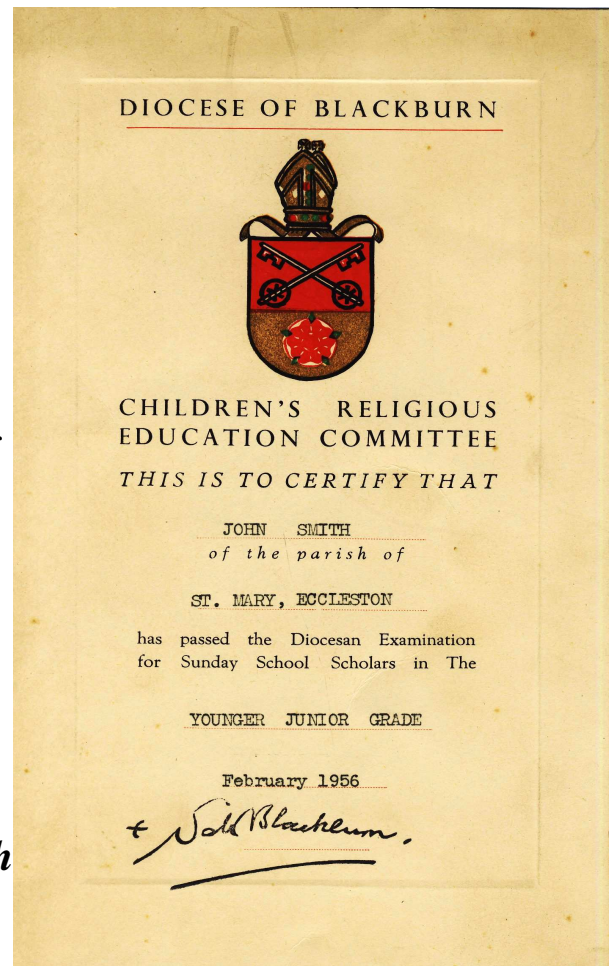 DIOCESE OF BLACKBURN
CHILDREN'S RELIGIOUS
EDUCATION COMMITTEE
THIS IS TO CERTIFY THAT
JOHN SMITH
of the parish of
ST. MARY, ECCLESTON
has passed the Diocesan Examination
for Sunday School Scholars in The
YOUNGER JUNIOR GRADE
February 1956
Blackburn.
h